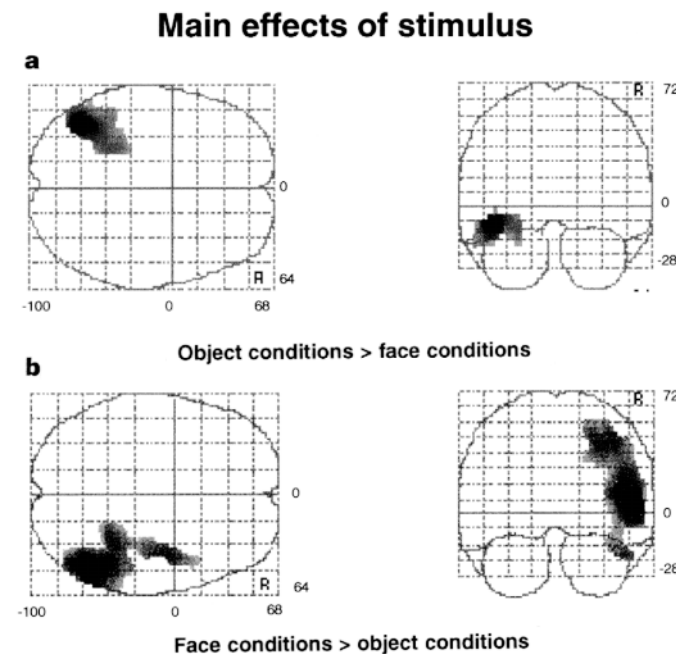 Main effects of stimulus
a
R
72
0
0
-28
R
64
-100
0
68
Object conditions > face conditions
b
R
72
0
0
-28
R
64
-100
0
68
Face conditions > object conditions